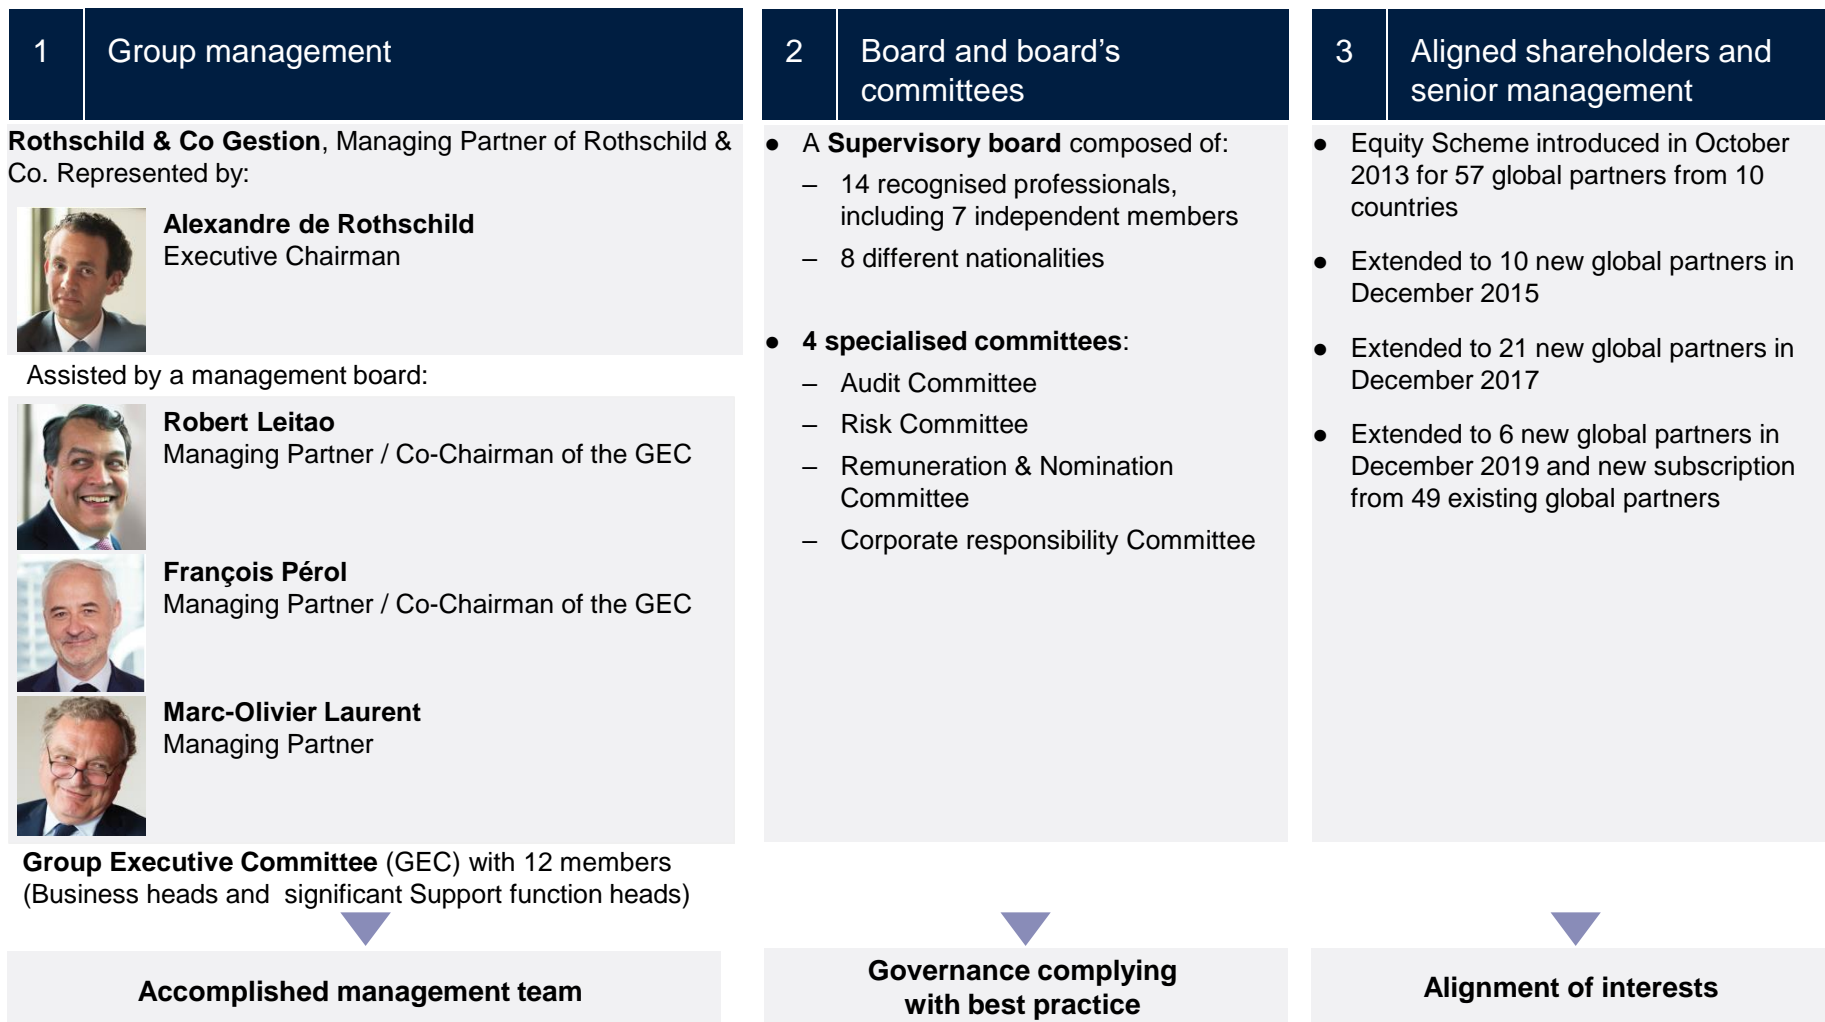 1
Group management
Rothschild & Co Gestion, Managing Partner of Rothschild &
Co. Represented by:
Alexandre de Rothschild
Executive Chairman
Assisted by a management board:
Robert Leitao
Managing Partner / Co-Chairman of the GEC
François Pérol
Managing Partner / Co-Chairman of the GEC
Marc-Olivier Laurent
Managing Partner
Group Executive Committee (GEC) with 12 members
(Business heads and significant Support function heads)
Accomplished management team
2
Board and board's
committees
● A Supervisory board composed of:
– 14 recognised professionals,
including 7 independent members
– 8 different nationalities
● 4 specialised committees:
– Audit Committee
– Risk Committee
– Remuneration & Nomination
Committee
– Corporate responsibility Committee
Governance complying
with best practice
3
Aligned shareholders and
senior management
● Equity Scheme introduced in October
2013 for 57 global partners from 10
countries
● Extended to 10 new global partners in
December 2015
● Extended to 21 new global partners in
December 2017
● Extended to 6 new global partners in
December 2019 and new subscription
from 49 existing global partners
Alignment of interests